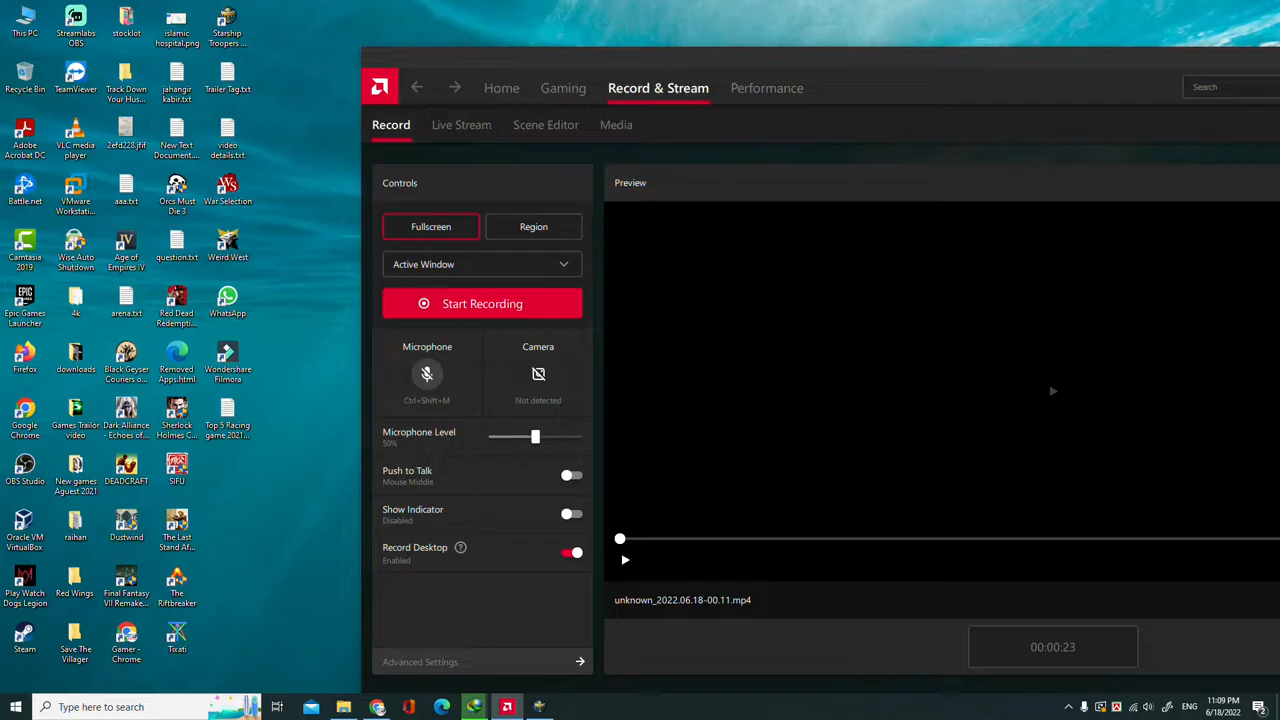 This PC
Streamlabs
OBS
stocklot
islamic
hospital.png
Starship
Troopers ...
Recycle Bin
TeamViewer
Track Down
Your Hus...
jahangir
kabir.txt
Trailer Tag.txt
Adobe
Acrobat DC
VLC media
player
2efd228.jfif
New Text
Document....
video
details.txt
Battle.net
VMware
Workstati...
aaa.txt
Orcs Must
Die 3
War Selection
Camtasia
2019
Wise Auto
Shutdown
Age of
Empires IV
question.txt
Weird.West
Epic Games
Launcher
4k
arena.txt
Red Dead
Redempti...
WhatsApp
Firefox
downloads
Black Geyser
Couriers o...
Removed
Apps.html
Wondershare
Filmora
Google
Chrome
Games Trailor
video
Dark Alliance
- Echoes of...
Sherlock
Holmes C...
Top 5 Racing
game 2021...
OBS Studio
New games
Aguest 2021
DEADCRAFT
SIFU
Oracle VM
VirtualBox
raihan
Dustwind
The Last
Stand Af...
Play Watch
Dogs Legion
Red Wings
Final Fantasy
VII Remake...
The
Riftbreaker
Steam
Save The
Villager
Gamer -
Chrome
Tixati
Home
Gaming
Record & Stream
Performance
Search
Record
Live Stream
Scene Editor
Media
Controls
Fullscreen
Region
Active Window
Start Recording
Microphone
Camera
Ctrl+Shift+M
Not detected
Microphone Level
50%
Push to Talk
Mouse Middle
Show Indicator
Disabled
Record Desktop ?
Enabled
Advanced Settings
Preview
unknown_2022.06.18-00.11.mp4
00:00:23
Type here to search
ENG
11:09 PM
6/18/2022
2